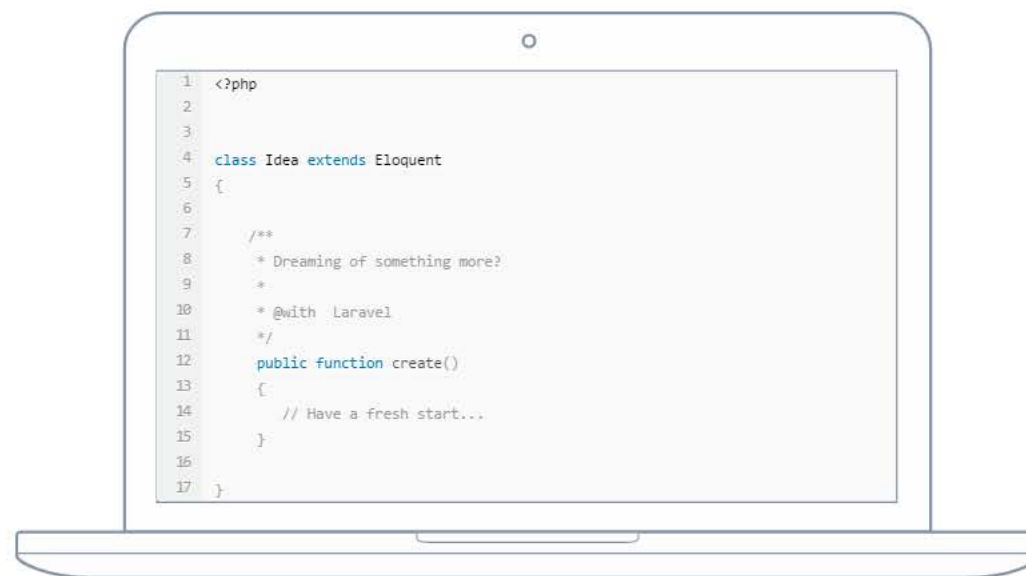 1 <?php
2
3
4 class Idea extends Eloquent
5 {
6
7 /**
8 * Dreaming of something more?
9 *
10 * @with  Laravel
11 */
12 public function create()
13 {
14 // Have a fresh start...
15 }
16
17 }